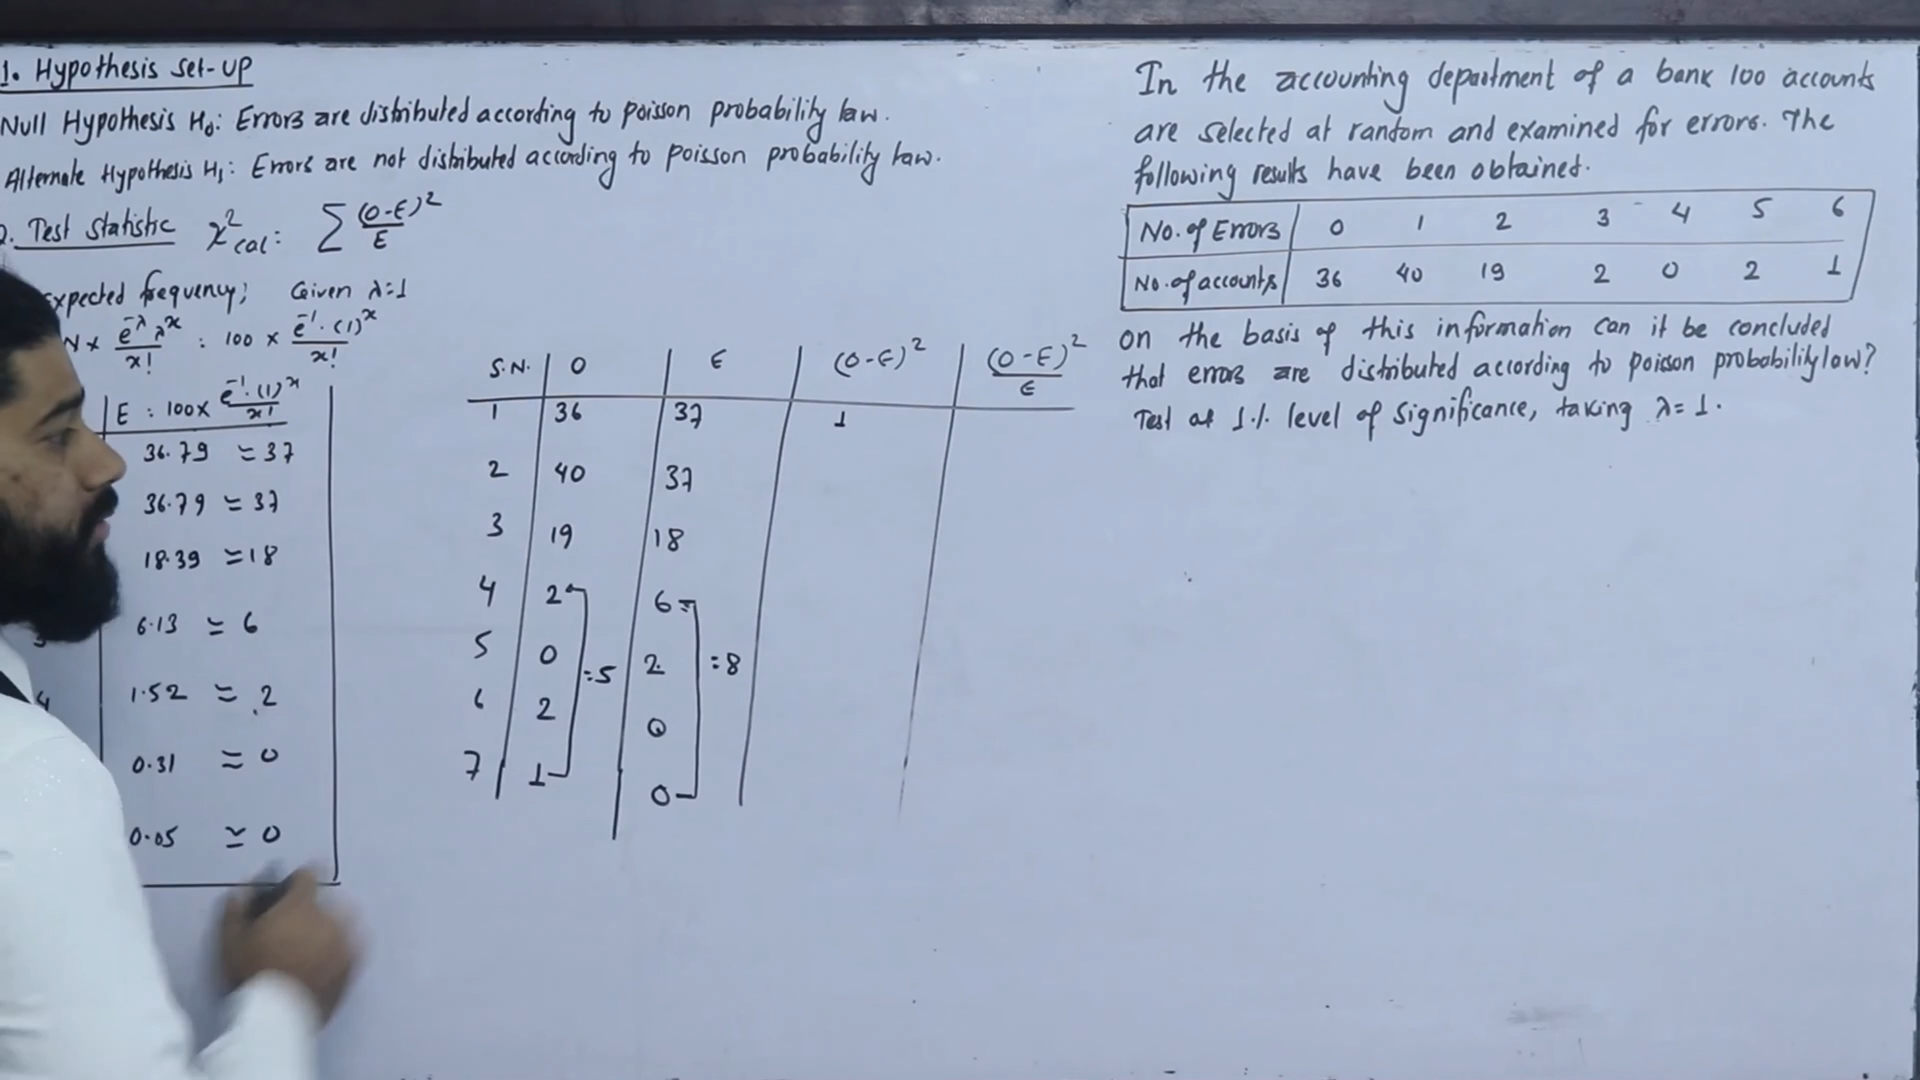 1. Hypothesis Set-up
Null Hypothesis H₀: Errors are distributed according to poisson probability law.
Alternate Hypothesis H₁: Errors are not distributed according to Poisson probability law.
2. Test statistic χ²cal: ∑ (O-E)²/E
Expected frequency; Given λ=1
N × e^-λ λ^x / x! : 100 × e^-1 · (1)^x / x!
E : 100× e^-1 · (1)^x / x!
36.79 ≃ 37
36.79 ≃ 37
18.39 ≃ 18
3 6.13 ≃ 6
4 1.52 ≃ 2
0.31 ≃ 0
0.05 ≃ 0
S.N. O E (O-E)² (O-E)²/E
1 36 37 1
2 40 37
3 19 18
4 2 6
5 0 :5 2 :8
6 2 0
7 1 0
In the accounting department of a bank 100 accounts
are selected at random and examined for errors. The
following results have been obtained.
No. of Errors 0 1 2 3 4 5 6
No. of accounts 36 40 19 2 0 2 1
on the basis of this information can it be concluded
that errors are distributed according to poisson probability law?
Test at 1.% level of significance, taking λ=1.